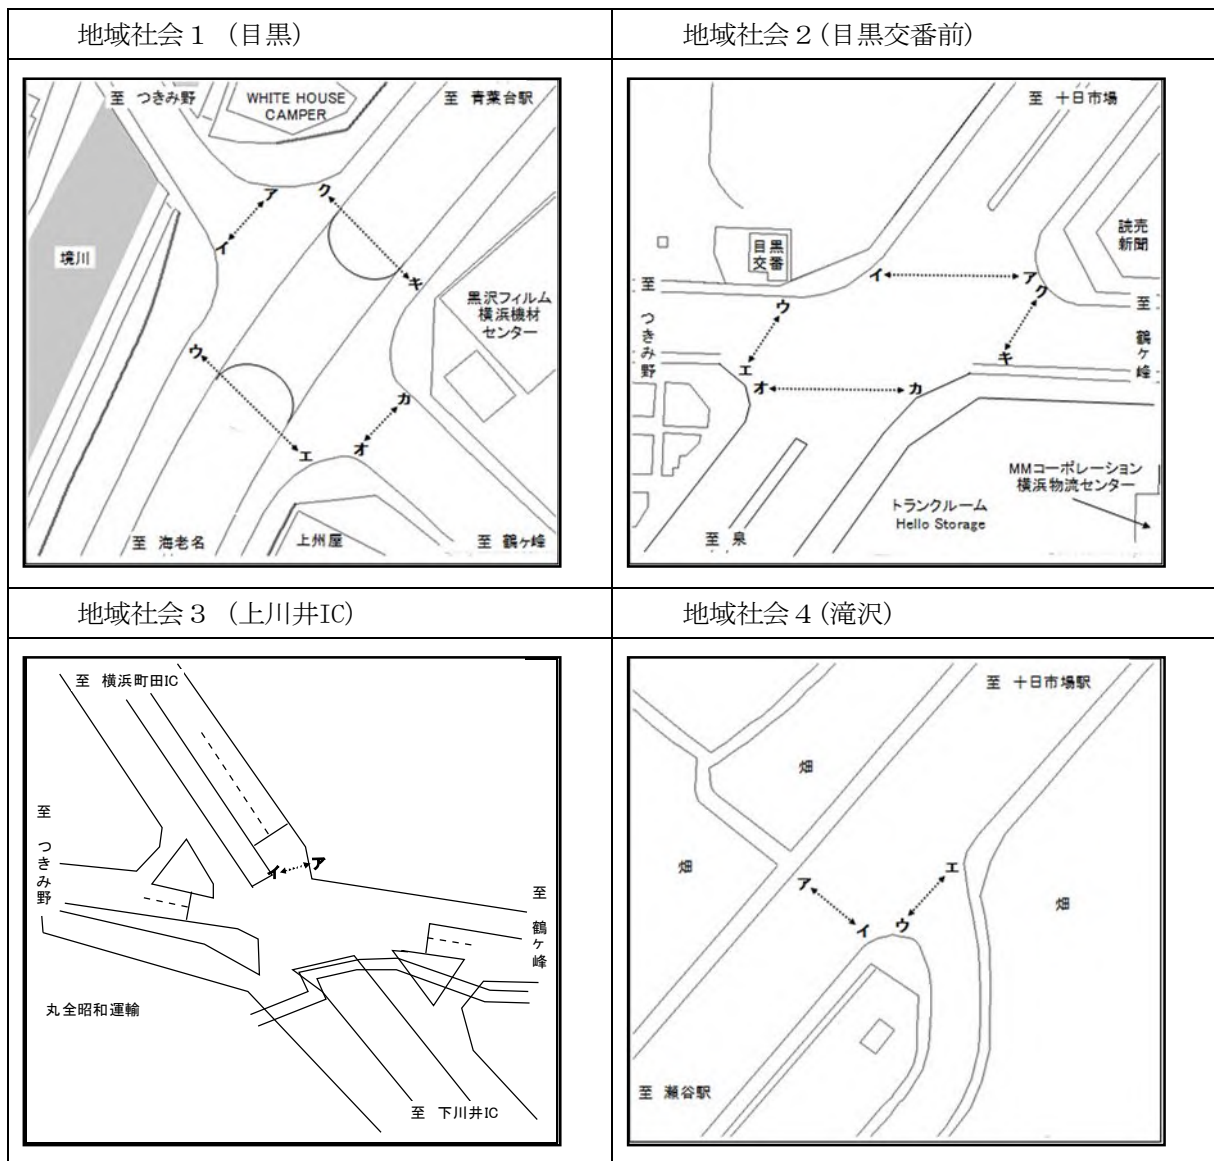 地域社会１ （目黒）
至 つきみ野
WHITE HOUSE
CAMPER
至 青葉台駅
ア
ク
イ
境川
キ
黒沢フィルム
横浜機材
センター
ウ
カ
エ
オ
至 海老名
上州屋
至 鶴ヶ峰
地域社会２（目黒交番前）
至 十日市場
読売
新聞
目黒
交番
イ
ア
ク
至 つきみ野
ウ
至 鶴ヶ峰
エ
キ
オ
カ
MMコーポレーション
横浜物流センター
トランクルーム
Hello Storage
至 泉
地域社会３ （上川井IC）
至 横浜町田IC
至 つきみ野
イ
ア
至 鶴ヶ峰
丸全昭和運輸
至 下川井IC
地域社会４（滝沢）
至 十日市場駅
畑
畑
ア
エ
畑
イ
ウ
至 瀬谷駅